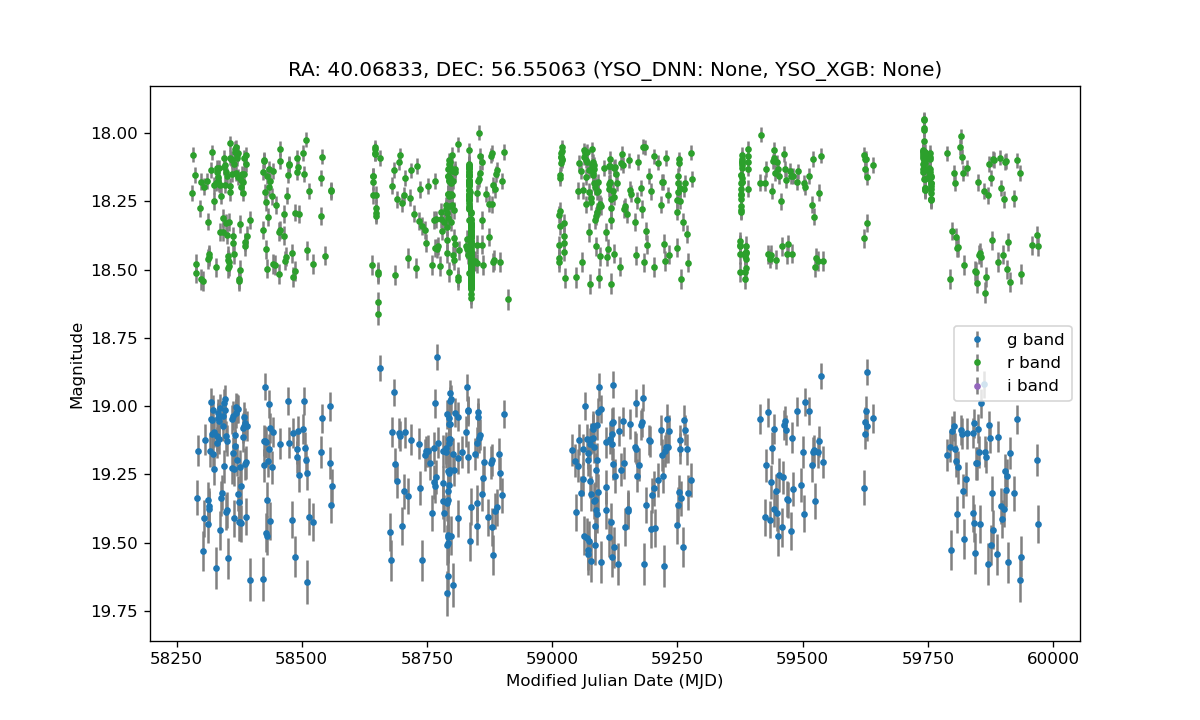 RA: 40.06833, DEC: 56.55063 (YSO_DNN: None, YSO_XGB: None)
18.00
18.25
18.50
18.75
19.00
19.25
19.50
19.75
Magnitude
g band
r band
i band
58250 58500 58750 59000 59250 59500 59750 60000
Modified Julian Date (MJD)